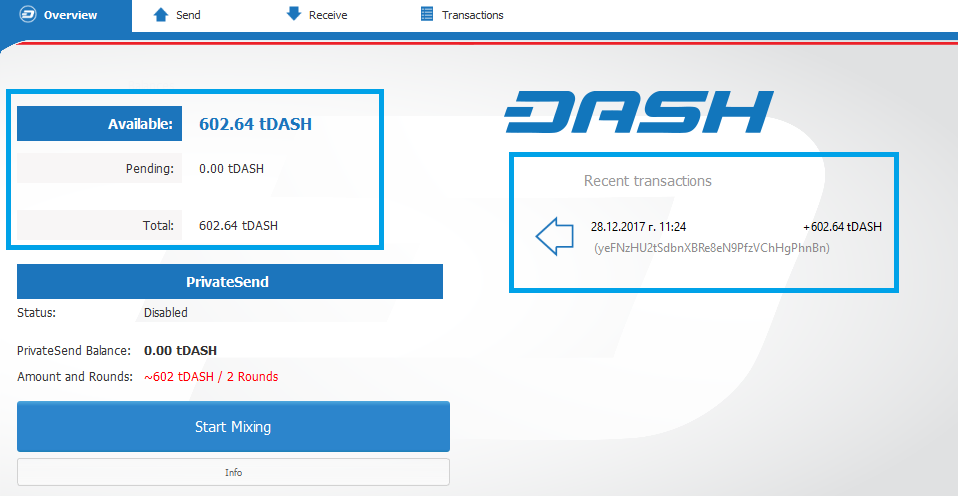 Overview Send Receive Transactions
Available: 602.64 tDASH
Pending: 0.00 tDASH
Total: 602.64 tDASH
PrivateSend
Status: Disabled
PrivateSend Balance: 0.00 tDASH
Amount and Rounds: ~602 tDASH / 2 Rounds
Start Mixing
Info
DASH
Recent transactions
28.12.2017 г. 11:24 +602.64 tDASH
(yeFNzHU2tSdbnXBRe8eN9PfzVChHgPhnBn)